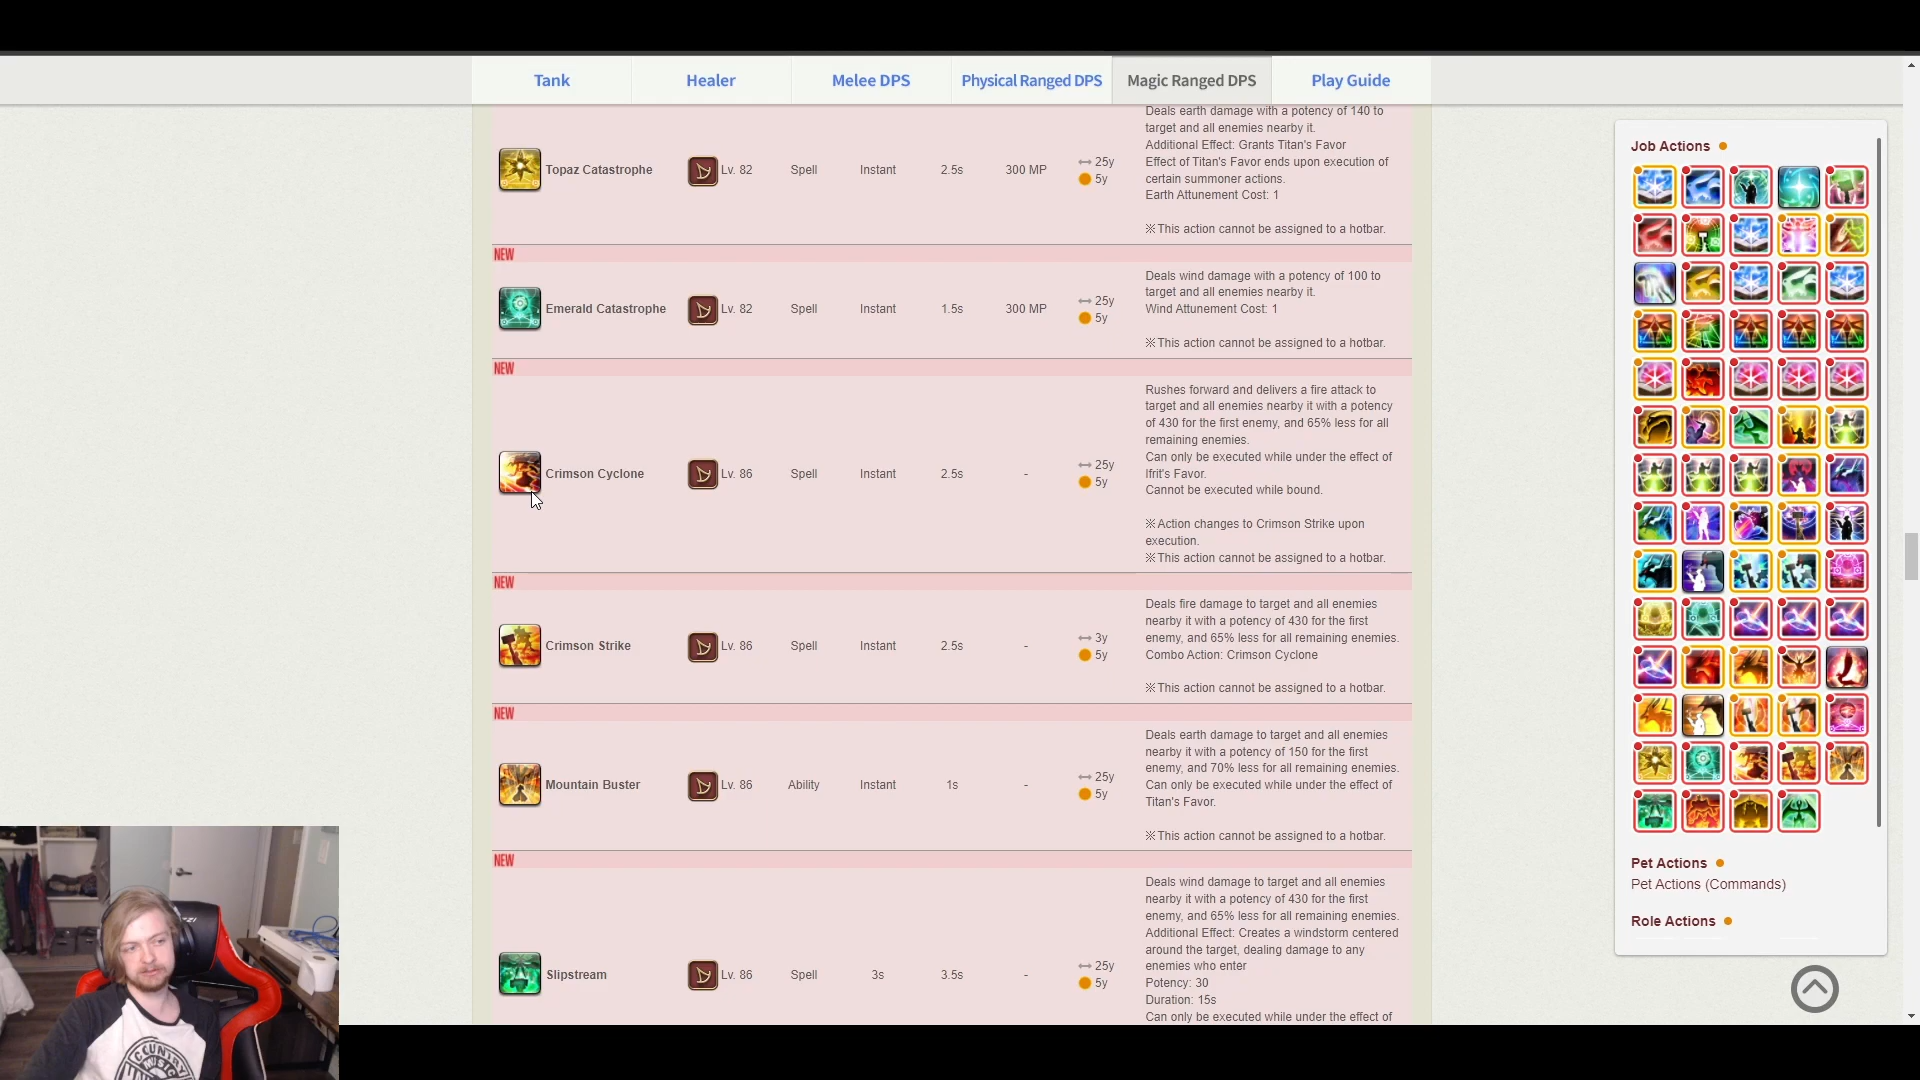 Tank
Healer
Melee DPS
Physical Ranged DPS
Magic Ranged DPS
Play Guide
Topaz Catastrophe
Lv. 82
Spell
Instant
2.5s
300 MP
25y
5y
Deals earth damage with a potency of 140 to
target and all enemies nearby it.
Additional Effect: Grants Titan's Favor
Effect of Titan's Favor ends upon execution of
certain summoner actions.
Earth Attunement Cost: 1
※This action cannot be assigned to a hotbar.
NEW
Emerald Catastrophe
Lv. 82
Spell
Instant
1.5s
300 MP
25y
5y
Deals wind damage with a potency of 100 to
target and all enemies nearby it.
Wind Attunement Cost: 1
※This action cannot be assigned to a hotbar.
NEW
Crimson Cyclone
Lv. 86
Spell
Instant
2.5s
-
25y
5y
Rushes forward and delivers a fire attack to
target and all enemies nearby it with a potency
of 430 for the first enemy, and 65% less for all
remaining enemies.
Can only be executed while under the effect of
Ifrit's Favor.
Cannot be executed while bound.
※Action changes to Crimson Strike upon
execution.
※This action cannot be assigned to a hotbar.
NEW
Crimson Strike
Lv. 86
Spell
Instant
2.5s
-
3y
5y
Deals fire damage to target and all enemies
nearby it with a potency of 430 for the first
enemy, and 65% less for all remaining enemies.
Combo Action: Crimson Cyclone
※This action cannot be assigned to a hotbar.
NEW
Mountain Buster
Lv. 86
Ability
Instant
1s
-
25y
5y
Deals earth damage to target and all enemies
nearby it with a potency of 150 for the first
enemy, and 70% less for all remaining enemies.
Can only be executed while under the effect of
Titan's Favor.
※This action cannot be assigned to a hotbar.
NEW
Slipstream
Lv. 86
Spell
3s
3.5s
-
25y
5y
Deals wind damage to target and all enemies
nearby it with a potency of 430 for the first
enemy, and 65% less for all remaining enemies.
Additional Effect: Creates a windstorm centered
around the target, dealing damage to any
enemies who enter
Potency: 30
Duration: 15s
Can only be executed while under the effect of
Job Actions
Pet Actions
Pet Actions (Commands)
Role Actions
COUNTRY
MUSIC